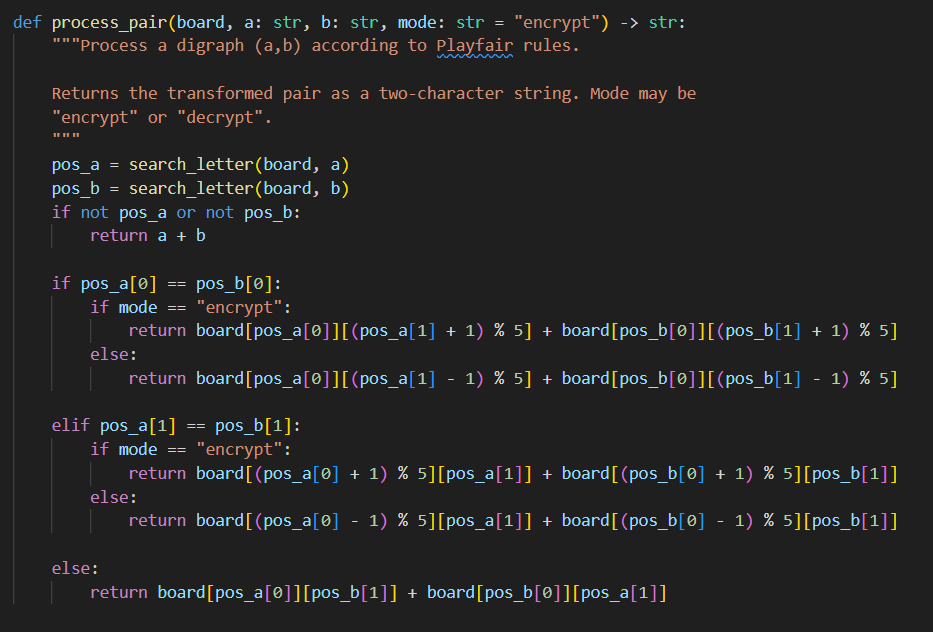 def process_pair(board, a: str, b: str, mode: str = "encrypt") -> str:
    """Process a digraph (a,b) according to Playfair rules.

    Returns the transformed pair as a two-character string. Mode may be
    "encrypt" or "decrypt".
    """
    pos_a = search_letter(board, a)
    pos_b = search_letter(board, b)
    if not pos_a or not pos_b:
        return a + b

    if pos_a[0] == pos_b[0]:
        if mode == "encrypt":
            return board[pos_a[0]][(pos_a[1] + 1) % 5] + board[pos_b[0]][(pos_b[1] + 1) % 5]
        else:
            return board[pos_a[0]][(pos_a[1] - 1) % 5] + board[pos_b[0]][(pos_b[1] - 1) % 5]

    elif pos_a[1] == pos_b[1]:
        if mode == "encrypt":
            return board[(pos_a[0] + 1) % 5][pos_a[1]] + board[(pos_b[0] + 1) % 5][pos_b[1]]
        else:
            return board[(pos_a[0] - 1) % 5][pos_a[1]] + board[(pos_b[0] - 1) % 5][pos_b[1]]

    else:
        return board[pos_a[0]][pos_b[1]] + board[pos_b[0]][pos_a[1]]